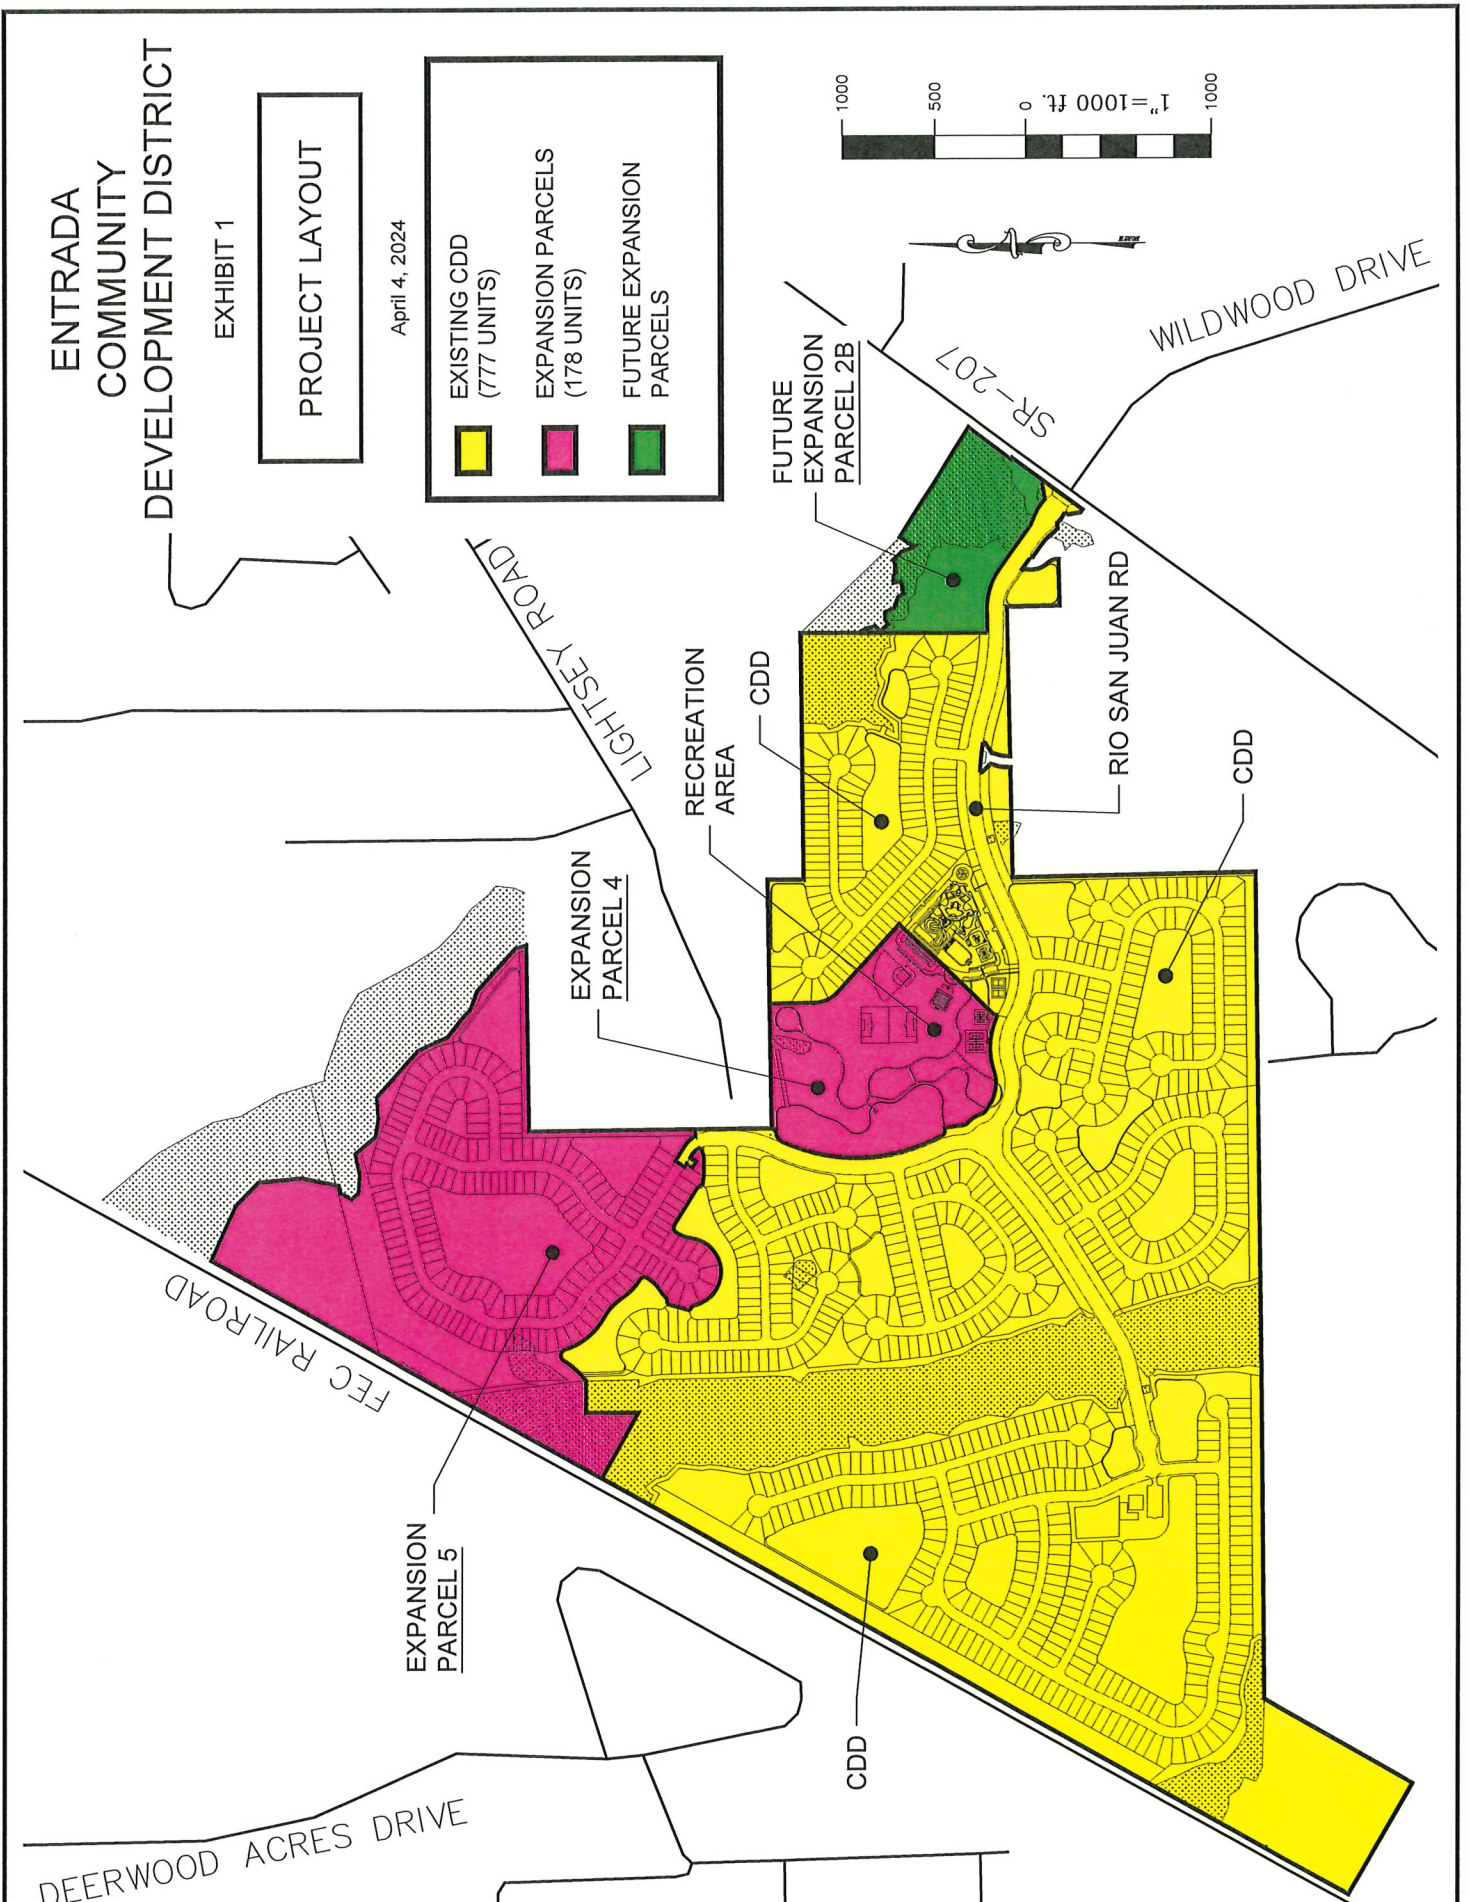 ENTRADA
COMMUNITY
DEVELOPMENT DISTRICT
EXHIBIT 1
PROJECT LAYOUT
April 4, 2024
EXISTING CDD
(777 UNITS)
EXPANSION PARCELS
(178 UNITS)
FUTURE EXPANSION
PARCELS
1000
500
0
1000
1"=1000 ft.
FUTURE
EXPANSION
PARCEL 2B
SR-207
WILDWOOD DRIVE
LIGHTSEY ROAD
RECREATION
AREA
CDD
RIO SAN JUAN RD
CDD
EXPANSION
PARCEL 4
FEC RAILROAD
EXPANSION
PARCEL 5
CDD
DEERWOOD ACRES DRIVE